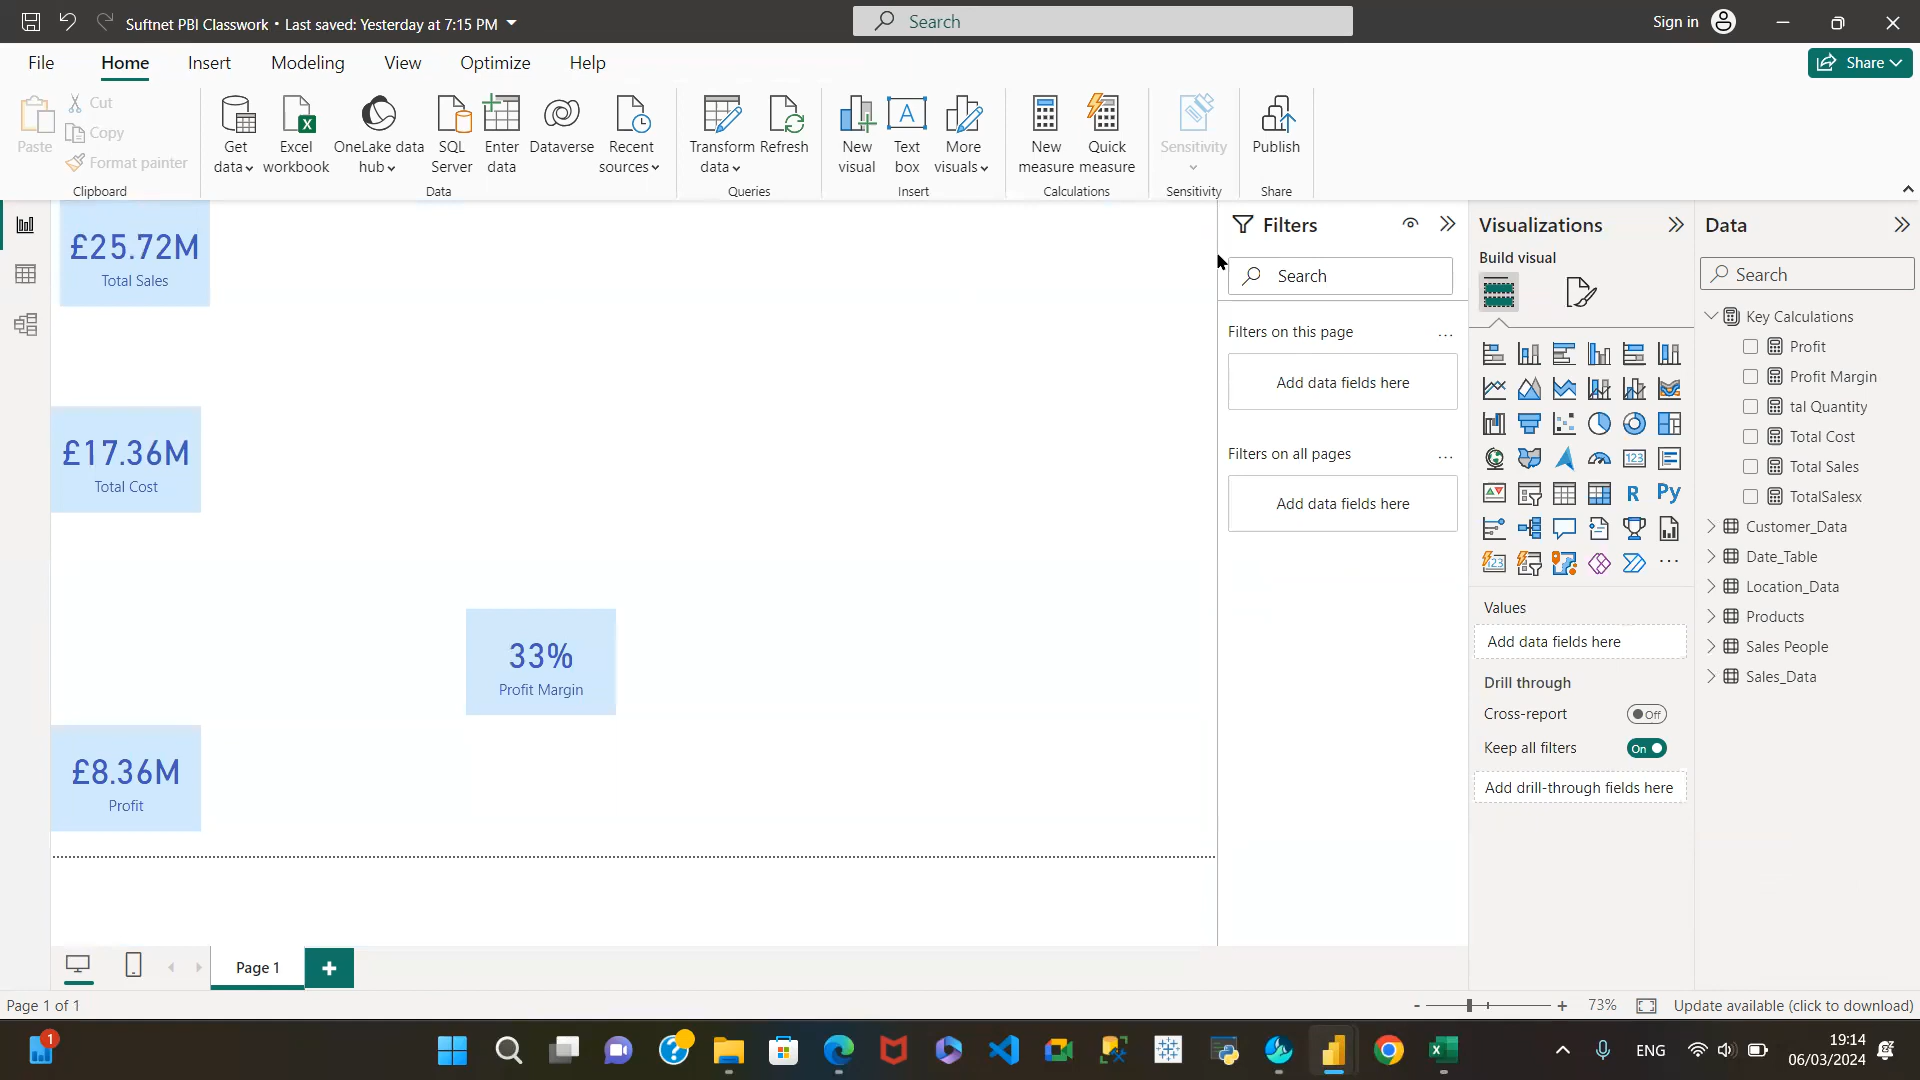 Suftnet PBI Classwork • Last saved: Yesterday at 7:15 PM
Search
Sign in
File
Home
Insert
Modeling
View
Optimize
Help
Share
Paste
Cut
Copy
Format painter
Clipboard
Get data
Excel workbook
OneLake data hub
SQL Server
Enter data
Dataverse
Recent sources
Data
Transform data
Refresh
Queries
New visual
A
Text box
More visuals
Insert
New measure
Quick measure
Calculations
Sensitivity
Sensitivity
Publish
Share
£25.72M
Total Sales
£17.36M
Total Cost
33%
Profit Margin
£8.36M
Profit
Filters
Search
Filters on this page
...
Add data fields here
Filters on all pages
...
Add data fields here
Visualizations
Build visual
123
R
Py
123
...
Values
Add data fields here
Drill through
Cross-report
Off
Keep all filters
On
Add drill-through fields here
Data
Search
Key Calculations
Profit
Profit Margin
tal Quantity
Total Cost
Total Sales
TotalSalesx
Customer_Data
Date_Table
Location_Data
Products
Sales People
Sales_Data
Page 1
+
Page 1 of 1
- + 73%
Update available (click to download)
1
ENG
19:14
06/03/2024